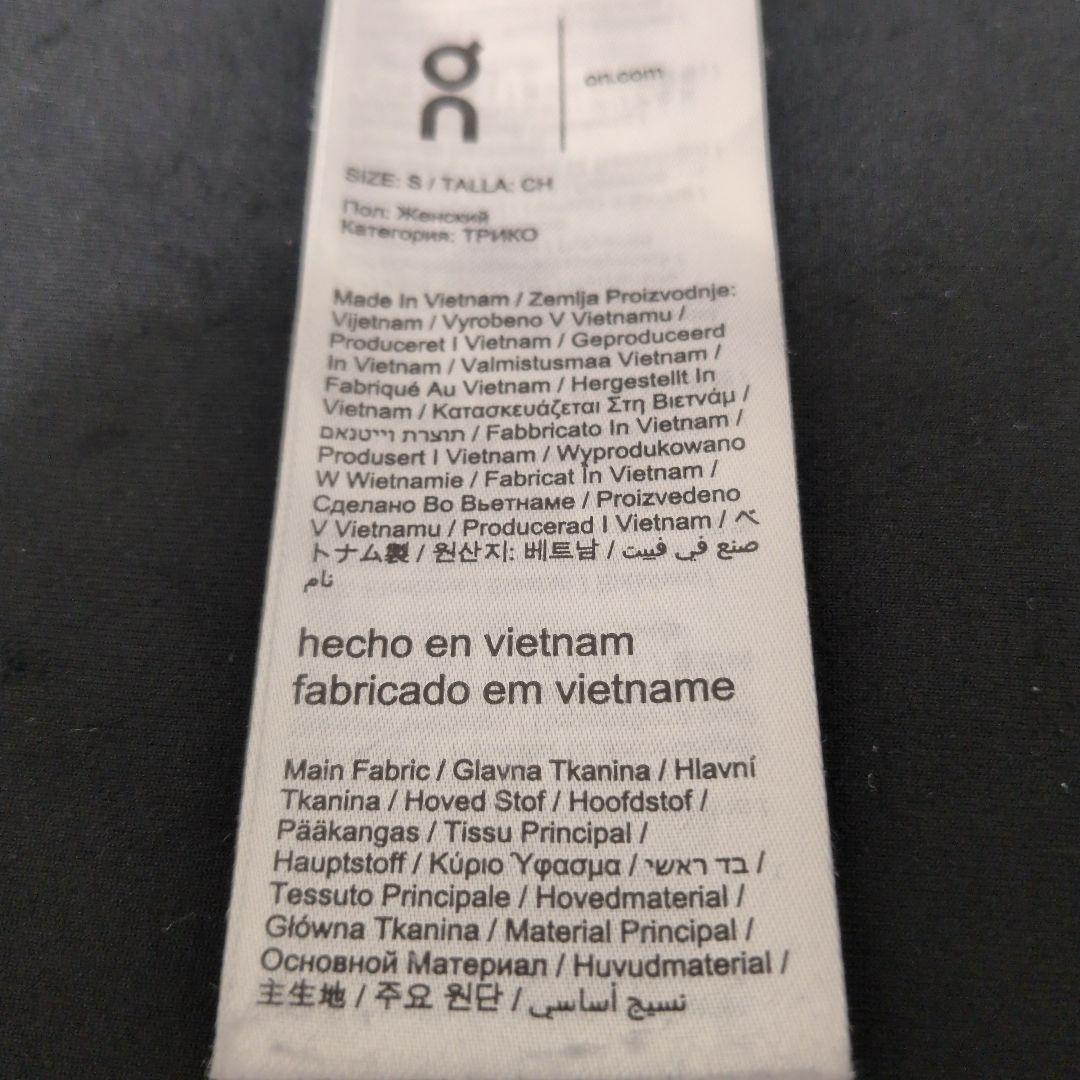 on
on.com
SIZE: S / TALLA: CH
Пол: Женский
Категория: ТРИКО
Made In Vietnam / Zemlja Proizvodnje:
Vijetnam / Vyrobeno V Vietnamu /
Produceret I Vietnam / Geproduceerd
In Vietnam / Valmistusmaa Vietnam /
Fabriqué Au Vietnam / Hergestellt In
Vietnam / Κατασκευάζεται Στη Βιετνάμ /
תוצרת וייטנאם / Fabbricato In Vietnam /
Produsert I Vietnam / Wyprodukowano
W Wietnamie / Fabricat În Vietnam /
Сделано Во Вьетнаме / Proizvedeno
V Vietnamu / Producerad I Vietnam / ベ
トナム製 / 원산지: 베트남 / صنع في فييت
نام
hecho en vietnam
fabricado em vietname
Main Fabric / Glavna Tkanina / Hlavní
Tkanina / Hoved Stof / Hoofdstof /
Pääkangas / Tissu Principal /
Hauptstoff / Κύριο Ύφασμα / בד ראשי /
Tessuto Principale / Hovedmaterial /
Główna Tkanina / Material Principal /
Основной Материал / Huvudmaterial /
主生地 / 주요 원단 / نسيج أساسي